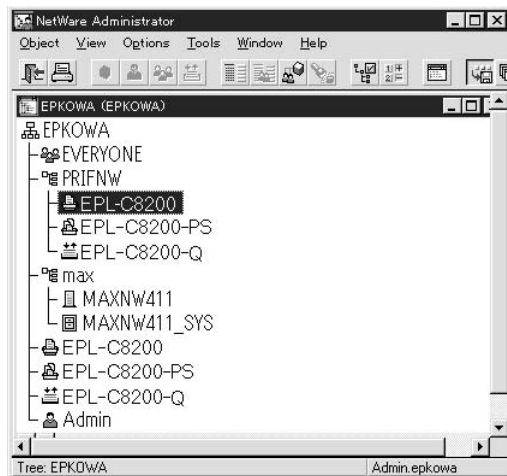 NetWare Administrator
Object View Options Tools Window Help
EPKOWA (EPKOWA)
EPKOWA
EVERYONE
PRIFNW
EPL-C8200
EPL-C8200-PS
EPL-C8200-Q
max
MAXNW411
MAXNW411_SYS
EPL-C8200
EPL-C8200-PS
EPL-C8200-Q
Admin
Tree: EPKOWA Admin.epkowa